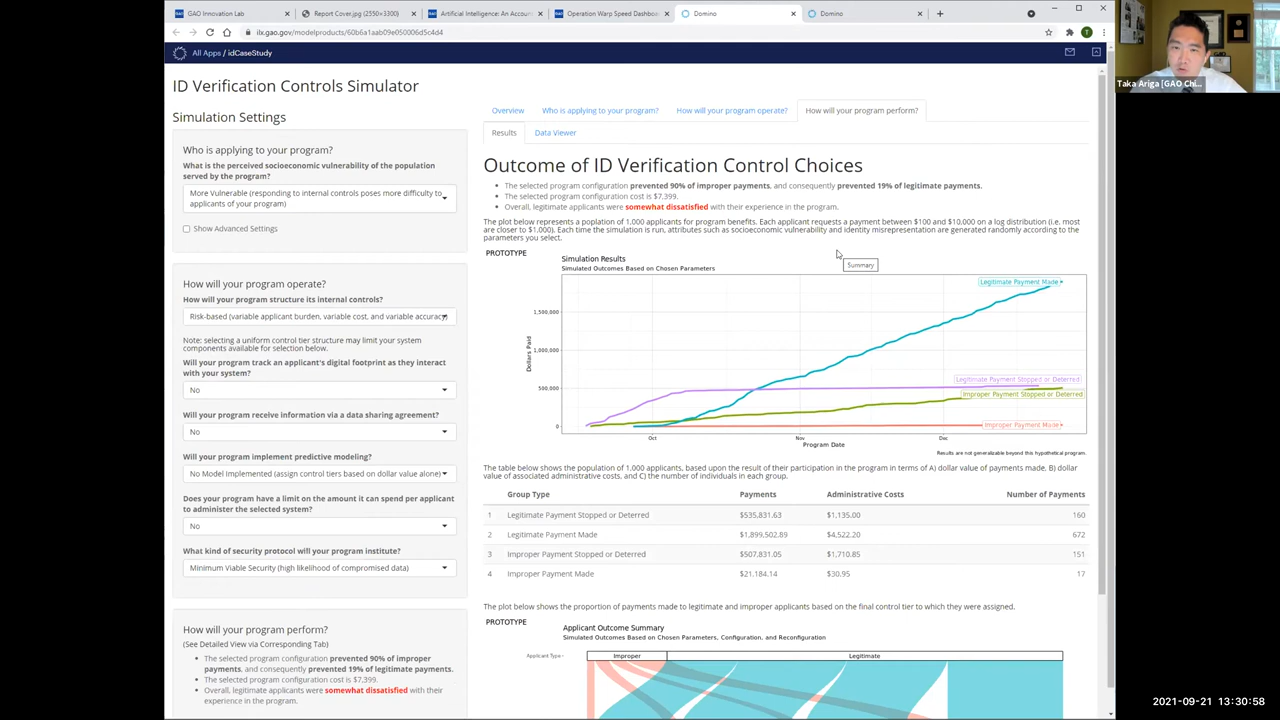 GAO Innovation Lab
Report Cover.jpg (2550×3300)
Artificial Intelligence: An Accoun
Operation Warp Speed Dashbo
Domino
Domino
ilx.gao.gov/modelproducts/60b6a1aab09e050006d5c4d4
T
All Apps / idCaseStudy
Taka Ariga [GAO Chi...
ID Verification Controls Simulator
Simulation Settings
Who is applying to your program?
What is the perceived socioeconomic vulnerability of the population
served by the program?
More Vulnerable (responding to internal controls poses more difficulty to
applicants of your program)
Show Advanced Settings
How will your program operate?
How will your program structure its internal controls?
Risk-based (variable applicant burden, variable cost, and variable accuracy)
Note: selecting a uniform control tier structure may limit your system
components available for selection below.
Will your program track an applicant's digital footprint as they interact
with your system?
No
Will your program receive information via a data sharing agreement?
No
Will your program implement predictive modeling?
No Model Implemented (assign control tiers based on dollar value alone)
Does your program have a limit on the amount it can spend per applicant
to administer the selected system?
No
What kind of security protocol will your program institute?
Minimum Viable Security (high likelihood of compromised data)
How will your program perform?
(See Detailed View via Corresponding Tab)
The selected program configuration prevented 90% of improper
payments, and consequently prevented 19% of legitimate payments.
The selected program configuration cost is $7,399.
Overall, legitimate applicants were somewhat dissatisfied with their
experience in the program.
Overview
Who is applying to your program?
How will your program operate?
How will your program perform?
Results
Data Viewer
Outcome of ID Verification Control Choices
The selected program configuration prevented 90% of improper payments, and consequently prevented 19% of legitimate payments.
The selected program configuration cost is $7,399.
Overall, legitimate applicants were somewhat dissatisfied with their experience in the program.
The plot below represents a poplation of 1,000 applicants for program benefits. Each applicant requests a payment between $100 and $10,000 on a log distribution (i.e. most
are closer to $1,000). Each time the simulation is run, attributes such as socioeconomic vulnerability and identity misrepresentation are generated randomly according to the
parameters you select.
PROTOTYPE
Summary
Simulation Results
Simulated Outcomes Based on Chosen Parameters
Legitimate Payment Made
1,500,000
1,000,000
Legitimate Payment Stopped or Deterred
500,000
Improper Payment Stopped or Deterred
Improper Payment Made
0
Dollars Paid
Oct
Nov
Dec
Program Date
Results are not generalizable beyond this hypothetical program.
The table below shows the population of 1,000 applicants, based upon the result of their participation in the program in terms of A) dollar value of payments made, B) dollar
value of associated administrative costs, and C) the number of individuals in each group.
Group Type Payments Administrative Costs Number of Payments
1 Legitimate Payment Stopped or Deterred $535,831.63 $1,135.00 160
2 Legitimate Payment Made $1,899,502.89 $4,522.20 672
3 Improper Payment Stopped or Deterred $507,831.05 $1,710.85 151
4 Improper Payment Made $21,184.14 $30.95 17
The plot below shows the proportion of payments made to legitimate and improper applicants based on the final control tier to which they were assigned.
PROTOTYPE
Applicant Outcome Summary
Simulated Outcomes Based on Chosen Parameters, Configuration, and Reconfiguration
Applicant Type
Improper
Legitimate
2021-09-21 13:30:58